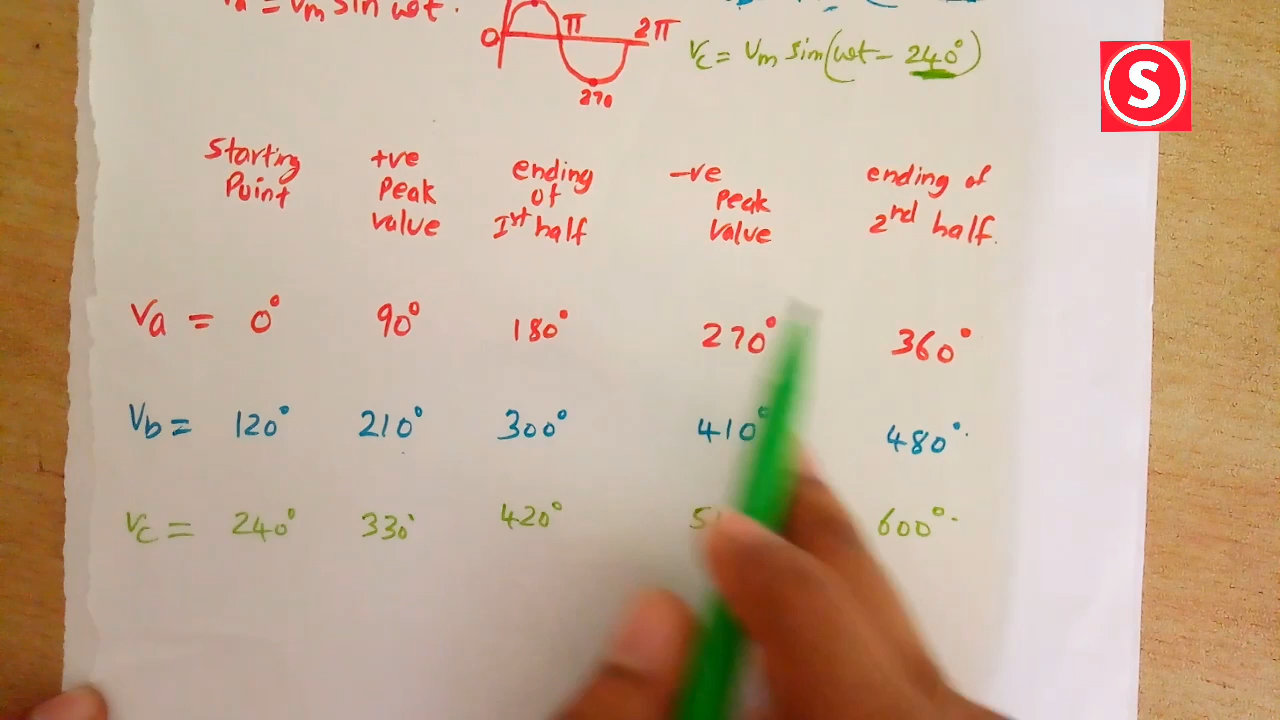 Va = Vm sin ωt.
0 π 2π
270
Vc = Vm sin(ωt - 240°)
S
Starting Point
+ve Peak value
ending of Ist half
-ve Peak Value
ending of 2nd half.
Va = 0° 90° 180° 270° 360°
Vb = 120° 210° 300° 410° 480°
Vc = 240° 330° 420° 600°